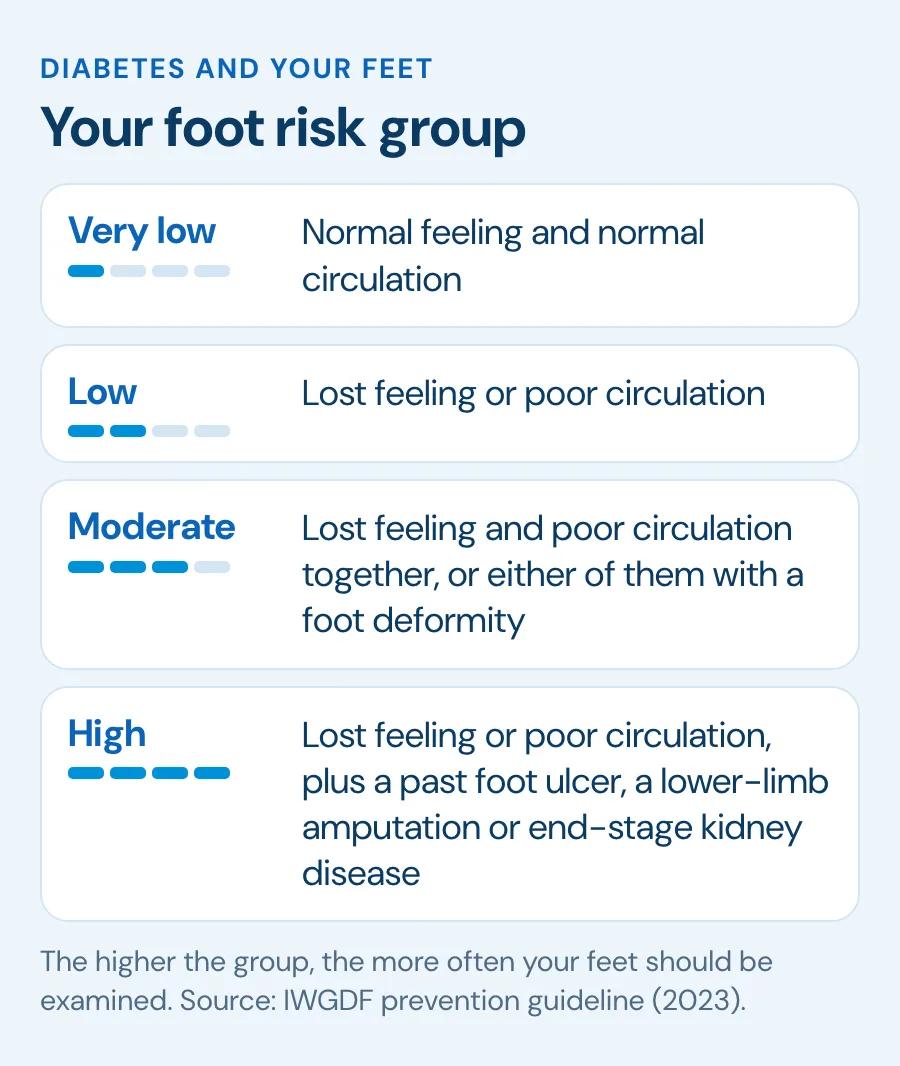 DIABETES AND YOUR FEET
Your foot risk group
Very low
Normal feeling and normal
circulation
Low
Lost feeling or poor circulation
Moderate
Lost feeling and poor circulation
together, or either of them with a
foot deformity
High
Lost feeling or poor circulation,
plus a past foot ulcer, a lower-limb
amputation or end-stage kidney
disease
The higher the group, the more often your feet should be
examined. Source: IWGDF prevention guideline (2023).